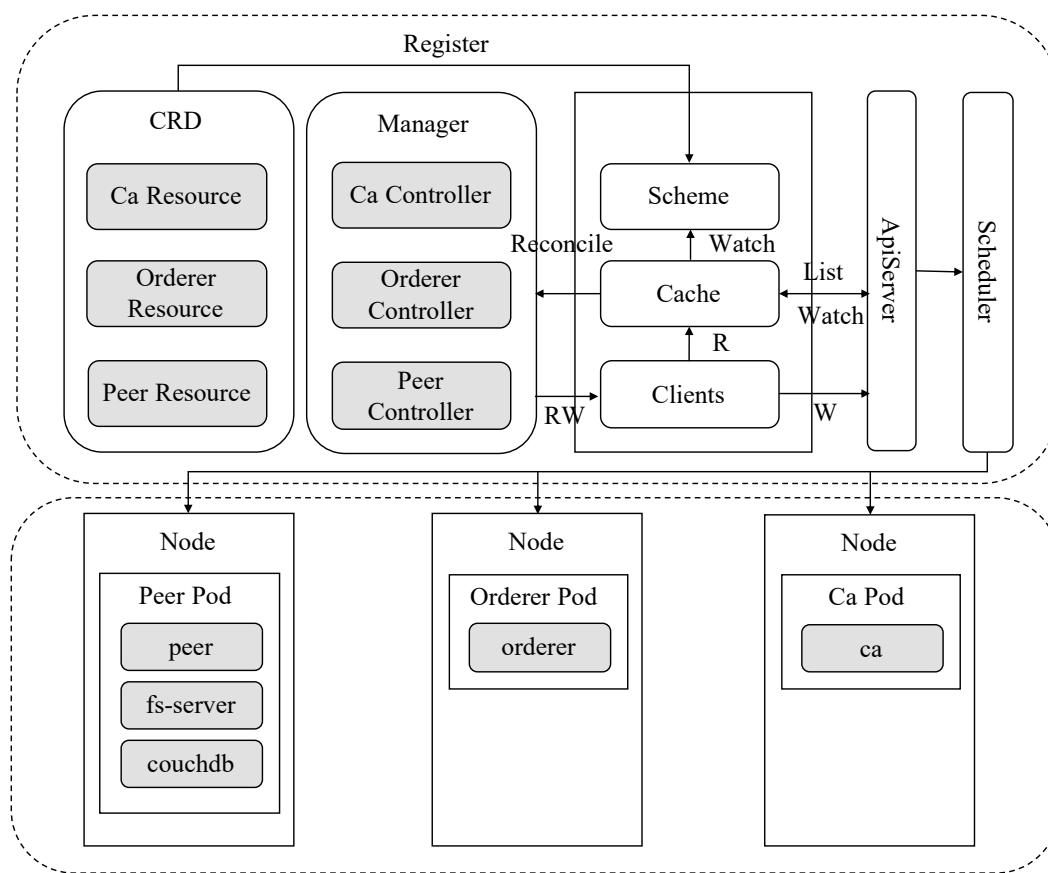 Register
CRD
Ca Resource
Orderer
Resource
Peer Resource
Manager
Ca Controller
Orderer
Controller
Peer
Controller
Reconcile
RW
Scheme
Watch
Cache
R
Clients
List
Watch
W
ApiServer
Scheduler
Node
Peer Pod
peer
fs-server
couchdb
Node
Orderer Pod
orderer
Node
Ca Pod
ca